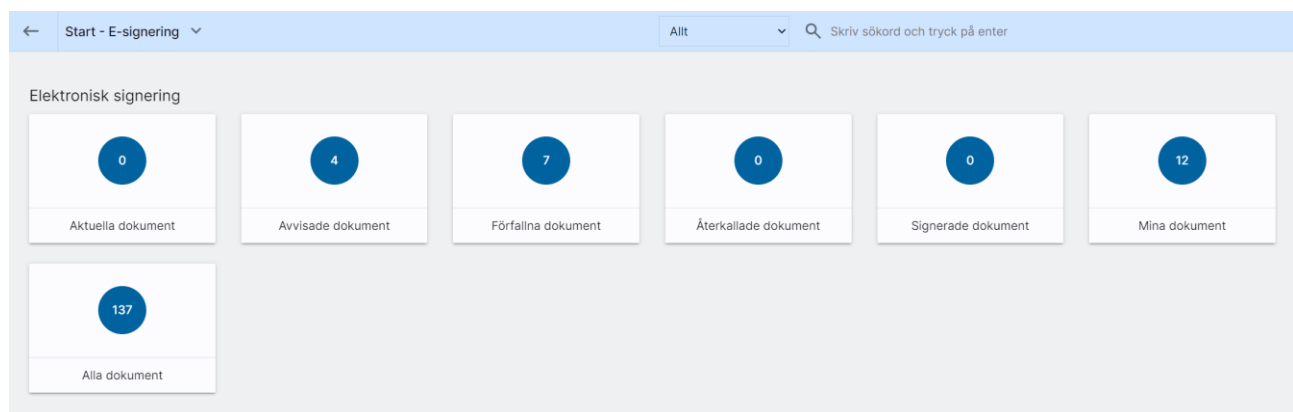 Start - E-signering
Allt
Skriv sökord och tryck på enter
Elektronisk signering
0
Aktuella dokument
4
Avvisade dokument
7
Förfallna dokument
0
Återkallade dokument
0
Signerade dokument
12
Mina dokument
137
Alla dokument